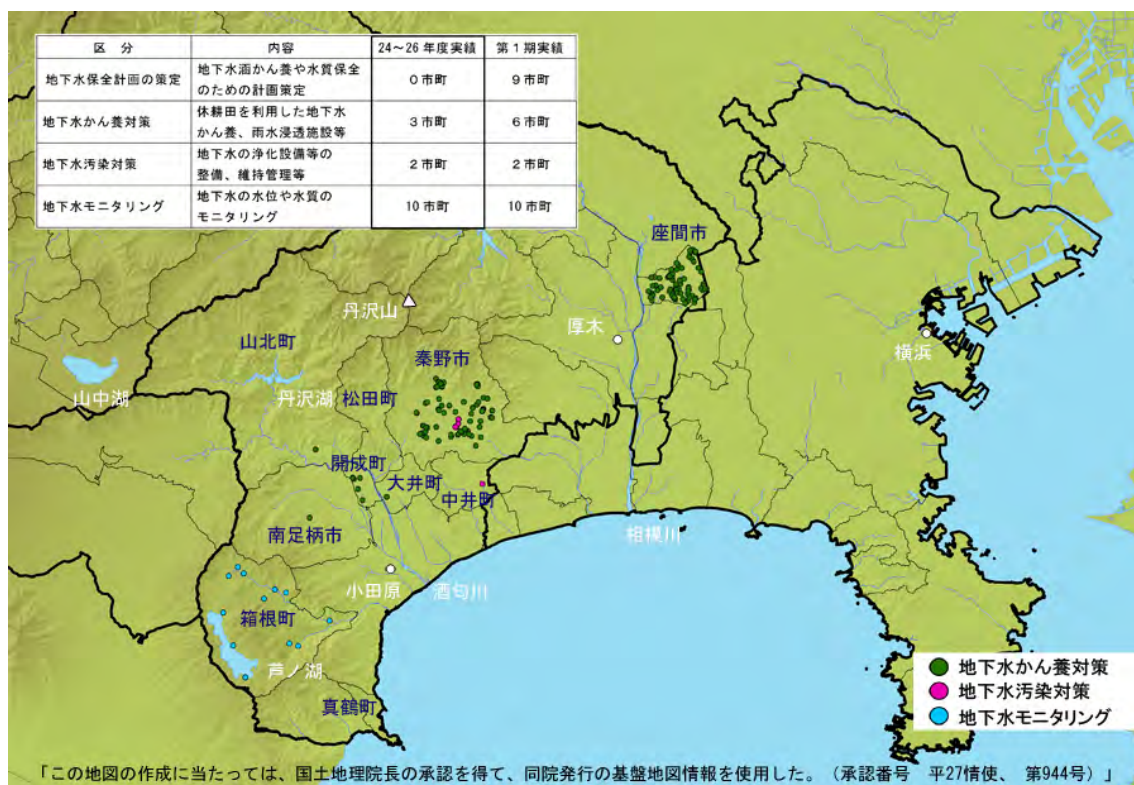 区　分　内容　24～26年度実績　第1期実績
地下水保全計画の策定　地下水涵かん養や水質保全のための計画策定　0市町　9市町
地下水かん養対策　休耕田を利用した地下水かん養、雨水浸透施設等　3市町　6市町
地下水汚染対策　地下水の浄化設備等の整備、維持管理等　2市町　2市町
地下水モニタリング　地下水の水位や水質のモニタリング　10市町　10市町
座間市
丹沢山
厚木
山北町
秦野市
横浜
山中湖
丹沢湖
松田町
開成町
大井町
中井町
南足柄市
相模川
小田原
酒匂川
箱根町
芦ノ湖
真鶴町
地下水かん養対策
地下水汚染対策
地下水モニタリング
「この地図の作成に当たっては、国土地理院長の承認を得て、同院発行の基盤地図情報を使用した。（承認番号　平27情使、　第944号）」